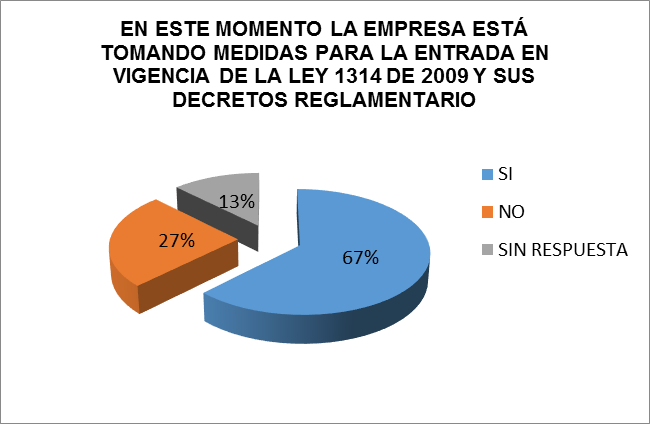 EN ESTE MOMENTO LA EMPRESA ESTÁ
TOMANDO MEDIDAS PARA LA ENTRADA EN
VIGENCIA DE LA LEY 1314 DE 2009 Y SUS
DECRETOS REGLAMENTARIO
13%
27%
67%
SI
NO
SIN RESPUESTA